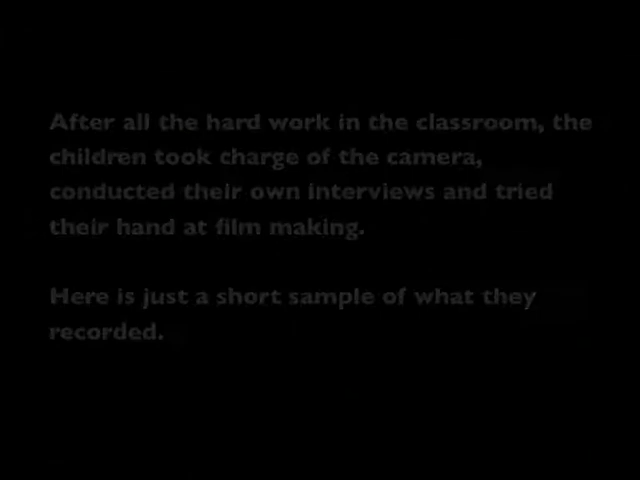 After all the hard work in the classroom, the
children took charge of the camera,
conducted their own interviews and tried
their hand at film making.
Here is just a short sample of what they
recorded.